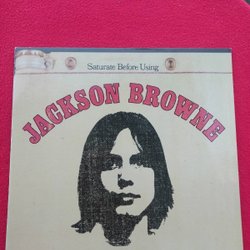 Saturate Before Using
JACKSON BROWNE